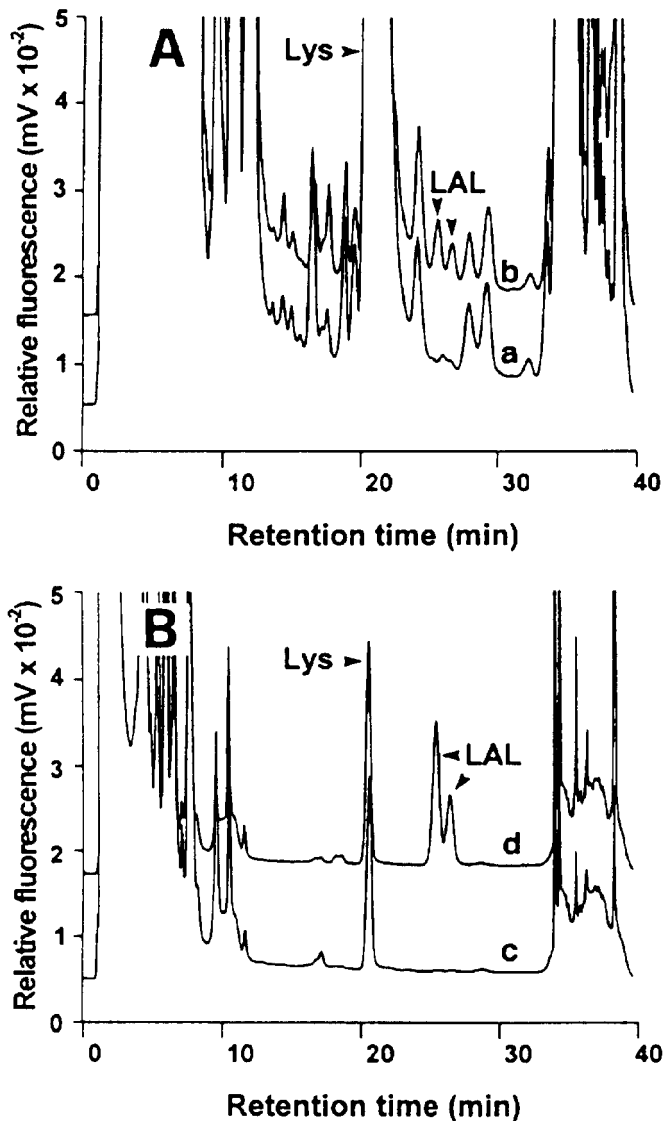 A
Relative fluorescence (mV x 10-2)
5
4
3
2
1
0
Lys
LAL
b
a
0 10 20 30 40
Retention time (min)
B
Relative fluorescence (mV x 10-2)
5
4
3
2
1
0
Lys
LAL
d
c
0 10 20 30 40
Retention time (min)